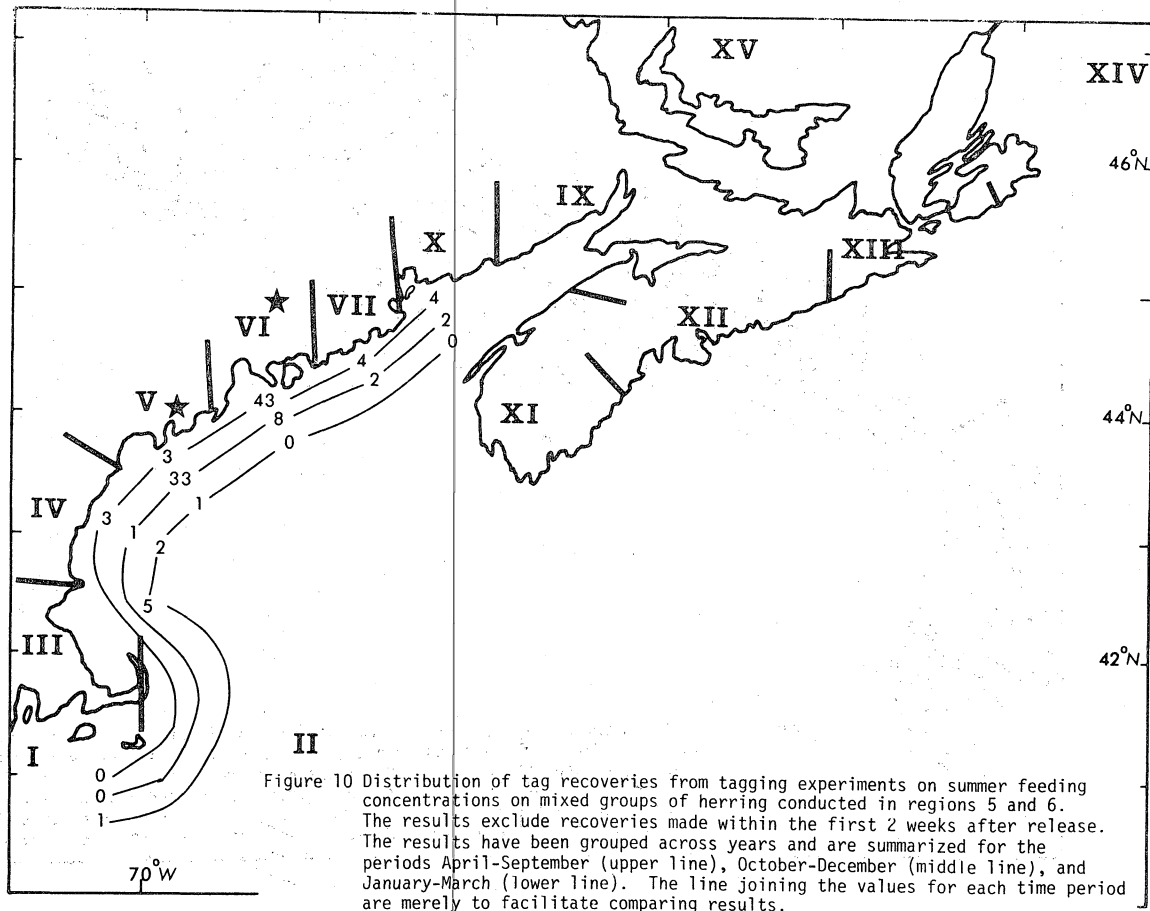 XV
XIV
46°N
IX
X
XIII
VII
VI
4
2
XII
0
4
2
V
43
8
XI
44°N
0
3
33
IV
3
1
1
2
5
III
42°N
I
II
0
0
1
70°W
Figure 10 Distribution of tag recoveries from tagging experiments on summer feeding
concentrations on mixed groups of herring conducted in regions 5 and 6.
The results exclude recoveries made within the first 2 weeks after release.
The results have been grouped across years and are summarized for the
periods April-September (upper line), October-December (middle line), and
January-March (lower line). The line joining the values for each time period
are merely to facilitate comparing results.